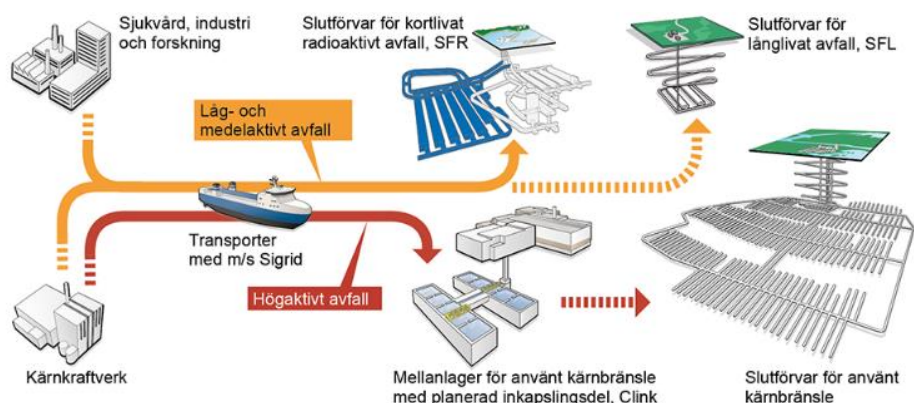 Sjukvård, industri
och forskning
Slutförvar för kortlivat
radioaktivt avfall, SFR
Slutförvar för
långlivat avfall, SFL
Låg- och
medelaktivt avfall
Transporter
med m/s Sigrid
Högaktivt avfall
Kärnkraftverk
Mellanlager för använt kärnbränsle
med planerad inkapslingsdel, Clink
Slutförvar för använt
kärnbränsle